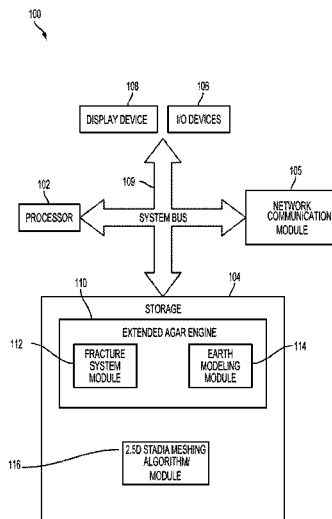 100
108
106
DISPLAY DEVICE
I/O DEVICES
109
102
105
PROCESSOR
SYSTEM BUS
NETWORK
COMMUNICATION
MODULE
104
110
STORAGE
EXTENDED AGAR ENGINE
112
FRACTURE
SYSTEM
MODULE
EARTH
MODELING
MODULE
114
2.5D STADIA MESHING
ALGORITHM/
MODULE
116